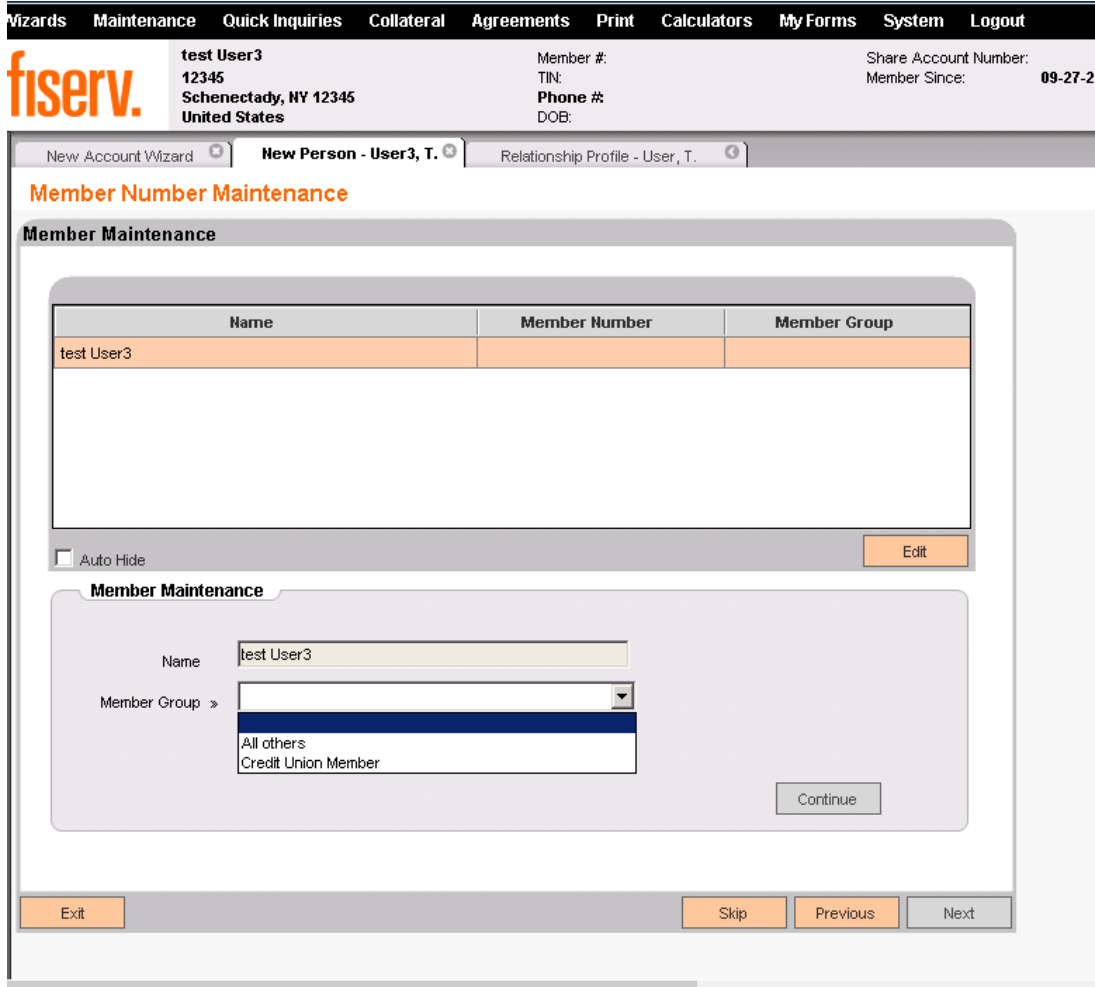 Wizards Maintenance Quick Inquiries Collateral Agreements Print Calculators My Forms System Logout
fiserv.
test User3
12345
Schenectady, NY 12345
United States
Member #:
TIN:
Phone #:
DOB:
Share Account Number:
Member Since: 09-27-2
New Account Wizard New Person - User3, T. Relationship Profile - User, T.
Member Number Maintenance
Member Maintenance
Name Member Number Member Group
test User3
Auto Hide Edit
Member Maintenance
Name test User3
Member Group »
All others
Credit Union Member
Continue
Exit Skip Previous Next